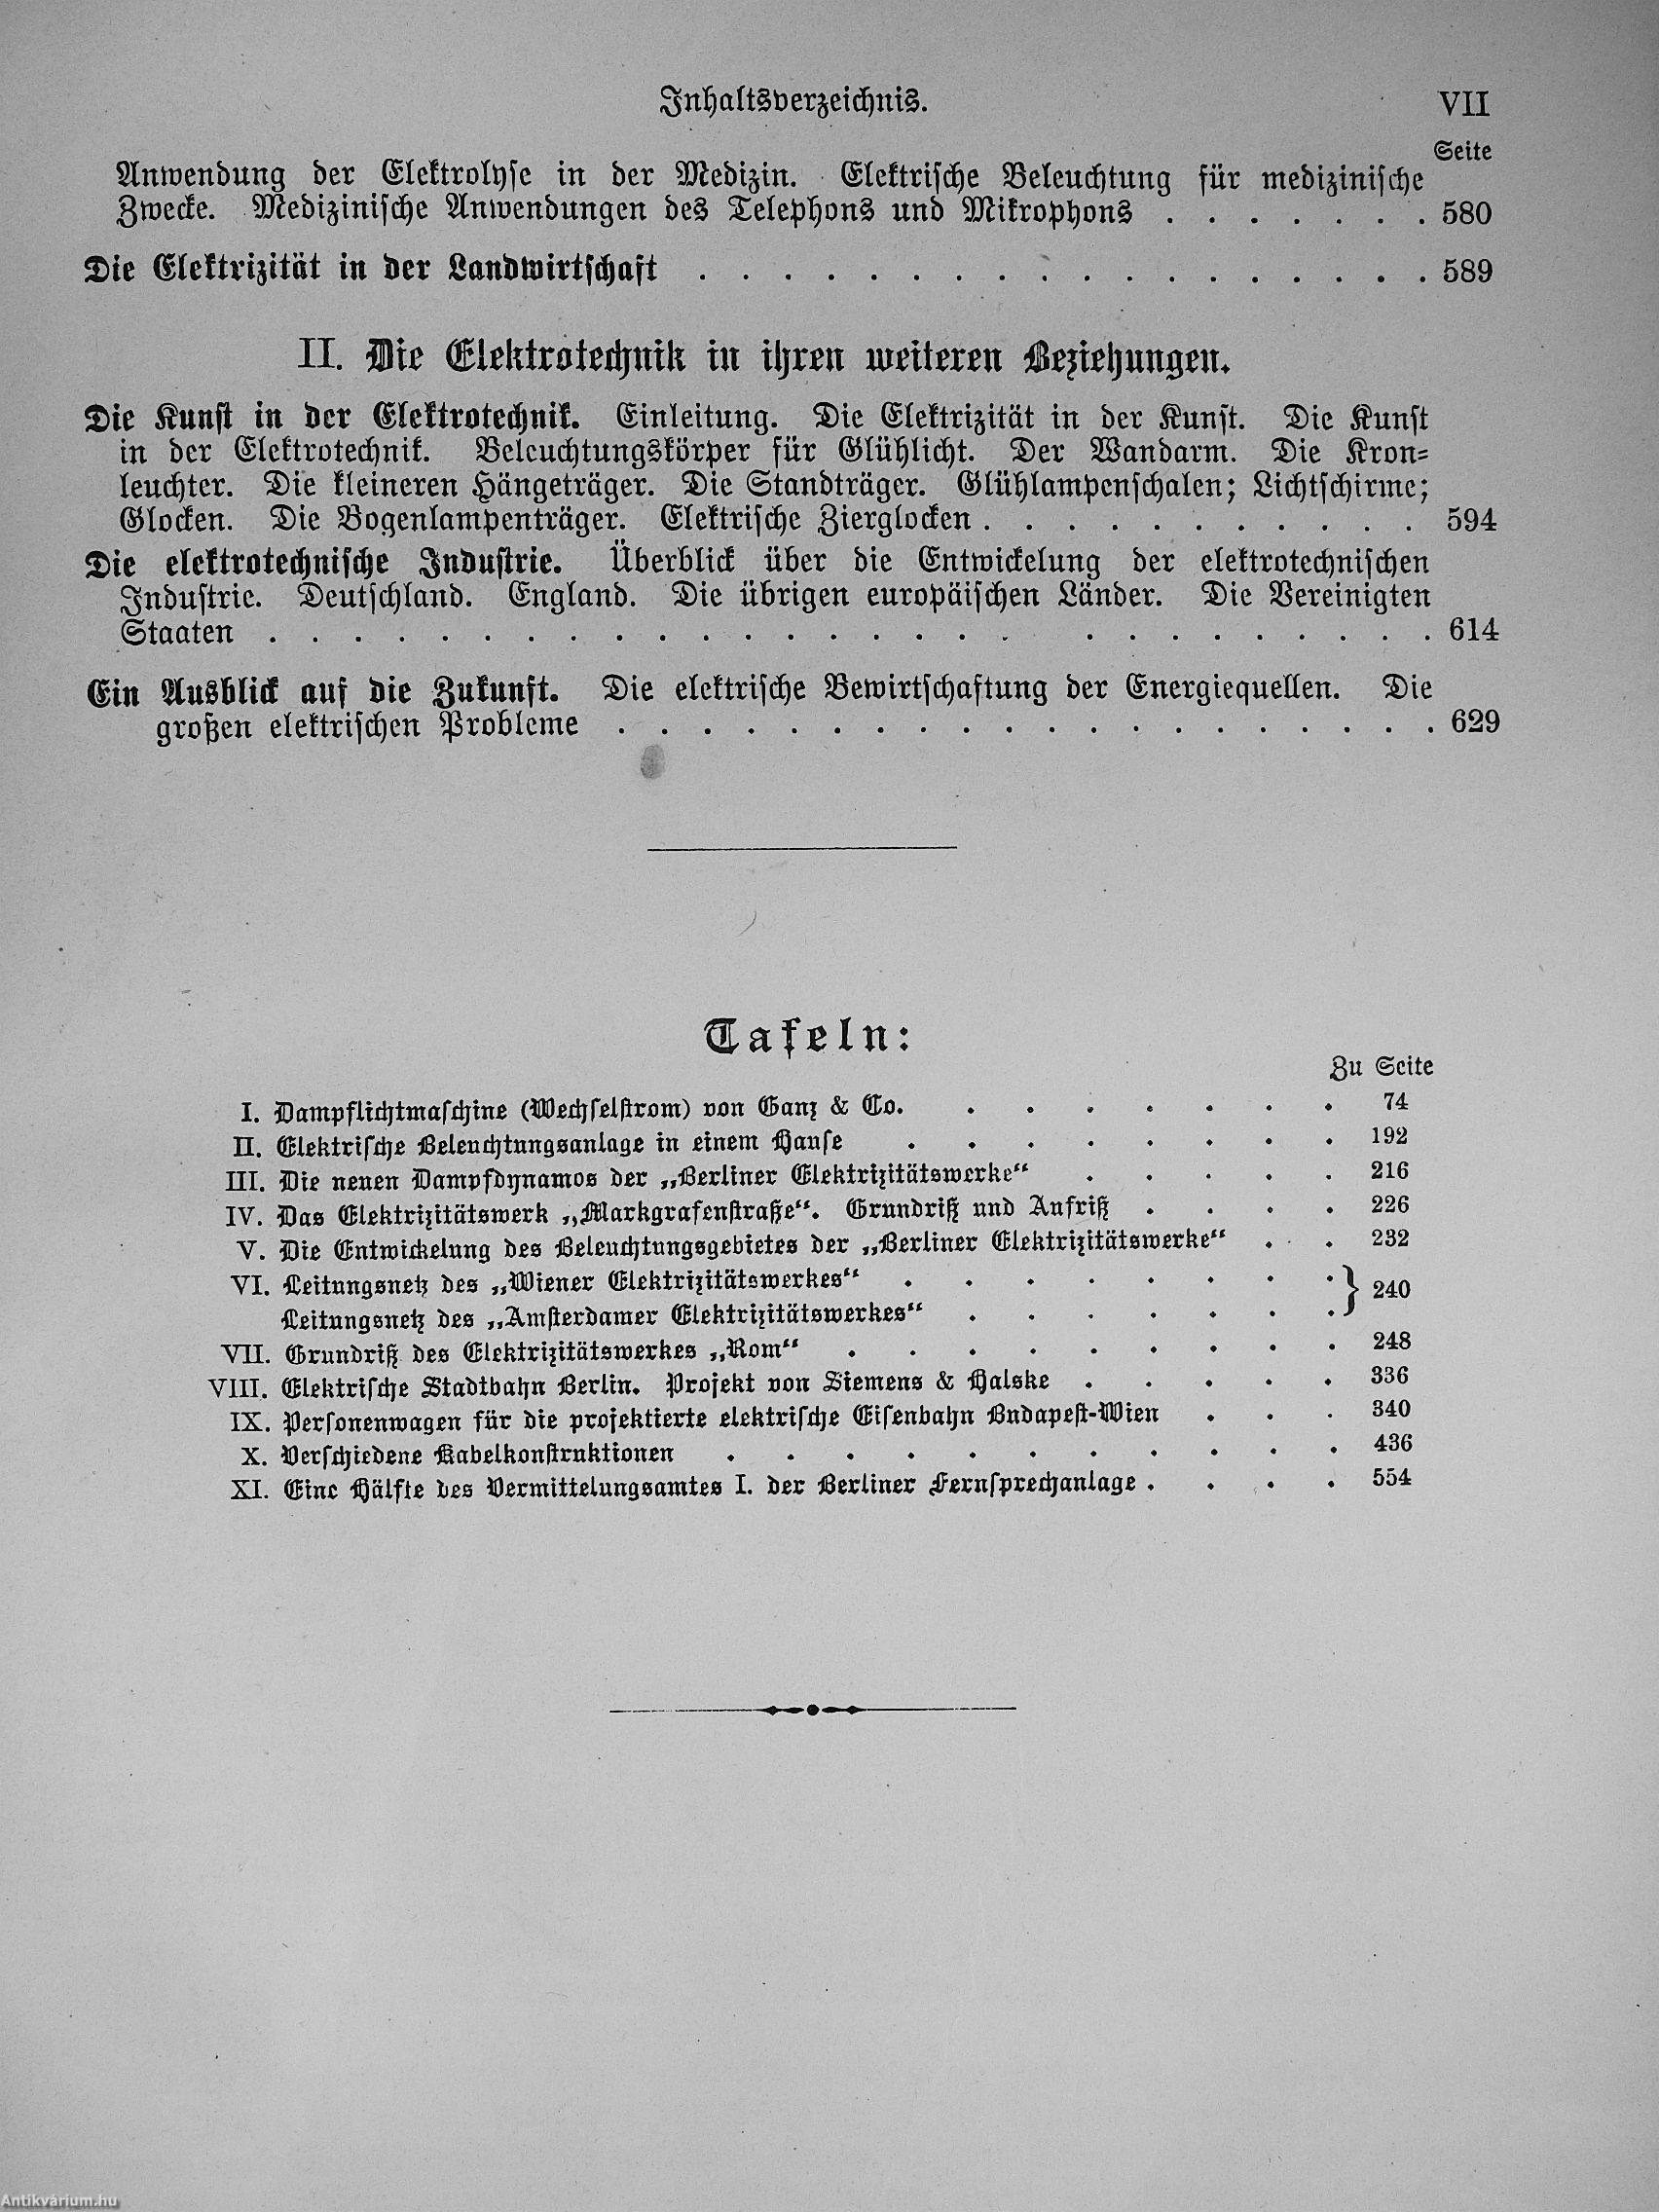 Inhaltsverzeichnis. VII
Seite
Anwendung der Elektrolyse in der Medizin. Elektrische Beleuchtung für medizinische
Zwecke. Medizinische Anwendungen des Telephons und Mikrophons . . . . . . . 580
Die Elektrizität in der Landwirtschaft . . . . . . . . . . . . . . . . . . 589
II. Die Elektrotechnik in ihren weiteren Beziehungen.
Die Kunst in der Elektrotechnik. Einleitung. Die Elektrizität in der Kunst. Die Kunst
in der Elektrotechnik. Beleuchtungskörper für Glühlicht. Der Wandarm. Die Kron-
leuchter. Die kleineren Hängeträger. Die Standträger. Glühlampenschalen; Lichtschirme;
Glocken. Die Bogenlampenträger. Elektrische Zierglocken . . . . . . . . . . . 594
Die elektrotechnische Industrie. Überblick über die Entwickelung der elektrotechnischen
Industrie. Deutschland. England. Die übrigen europäischen Länder. Die Vereinigten
Staaten . . . . . . . . . . . . . . . . . . . . . . . . . . 614
Ein Ausblick auf die Zukunft. Die elektrische Bewirtschaftung der Energiequellen. Die
großen elektrischen Probleme . . . . . . . . . . . . . . . . . . . . 629
Tafeln:
Zu Seite
I. Dampflichtmaschine (Wechselstrom) von Ganz & Co. . . . . . . . 74
II. Elektrische Beleuchtungsanlage in einem Hause . . . . . . . . 192
III. Die neuen Dampfdynamos der „Berliner Elektrizitätswerke“ . . . . . 216
IV. Das Elektrizitätswerk „Markgrafenstraße“. Grundriß und Aufriß . . . . 226
V. Die Entwickelung des Beleuchtungsgebietes der „Berliner Elektrizitätswerke“ . . 232
VI. Leitungsnetz des „Wiener Elektrizitätswerkes“ . . . . . . . . } 240
Leitungsnetz des „Amsterdamer Elektrizitätswerkes“ . . . . . . .
VII. Grundriß des Elektrizitätswerkes „Rom“ . . . . . . . . . 248
VIII. Elektrische Stadtbahn Berlin. Projekt von Siemens & Halske . . . . . 336
IX. Personenwagen für die projektierte elektrische Eisenbahn Budapest-Wien . . . 340
X. Verschiedene Kabelkonstruktionen . . . . . . . . . . . 436
XI. Eine Hälfte des Vermittelungsamtes I. der Berliner Fernsprechanlage . . . . 554
Antikvárium.hu